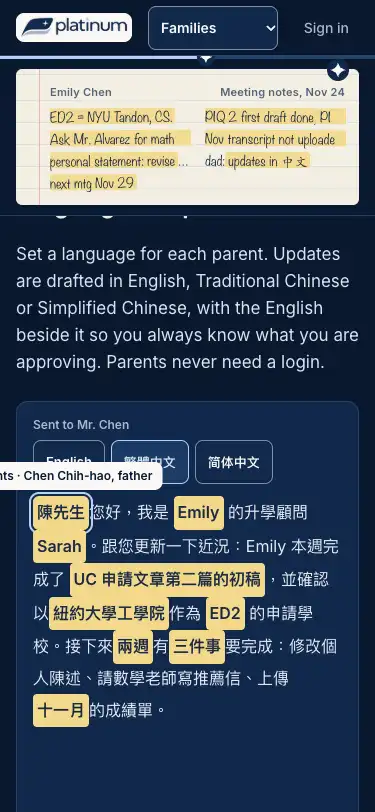 platinum
Families
Sign in
Emily Chen
Meeting notes, Nov 24
ED2 = NYU Tandon, CS.
Ask Mr. Alvarez for math
personal statement: revise ...
next mtg Nov 29
PIQ 2 first draft done, PI
Nov transcript not uploade
dad: updates in 中文
Set a language for each parent. Updates
are drafted in English, Traditional Chinese
or Simplified Chinese, with the English
beside it so you always know what you are
approving. Parents never need a login.
Sent to Mr. Chen
English
繁體中文
简体中文
nts · Chen Chih-hao, father
陳先生您好,我是 Emily 的升學顧問
Sarah。跟您更新一下近況:Emily 本週完
成了 UC 申請文章第二篇的初稿,並確認
以紐約大學工學院作為 ED2 的申請學
校。接下來兩週有三件事要完成:修改個
人陳述、請數學老師寫推薦信、上傳
十一月的成績單。